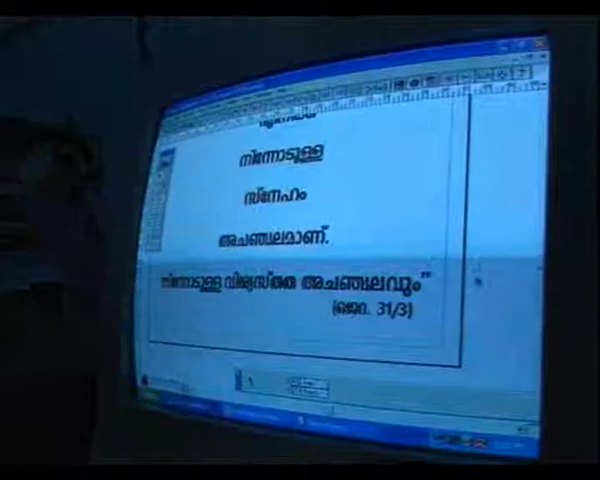 നിന്നോടുള്ള
സ്നേഹം
അചഞ്ചലമാണ്.
നിന്നോടുള്ള വിശ്വസ്തത അചഞ്ചലവും"
(ജെറ. 31/3)